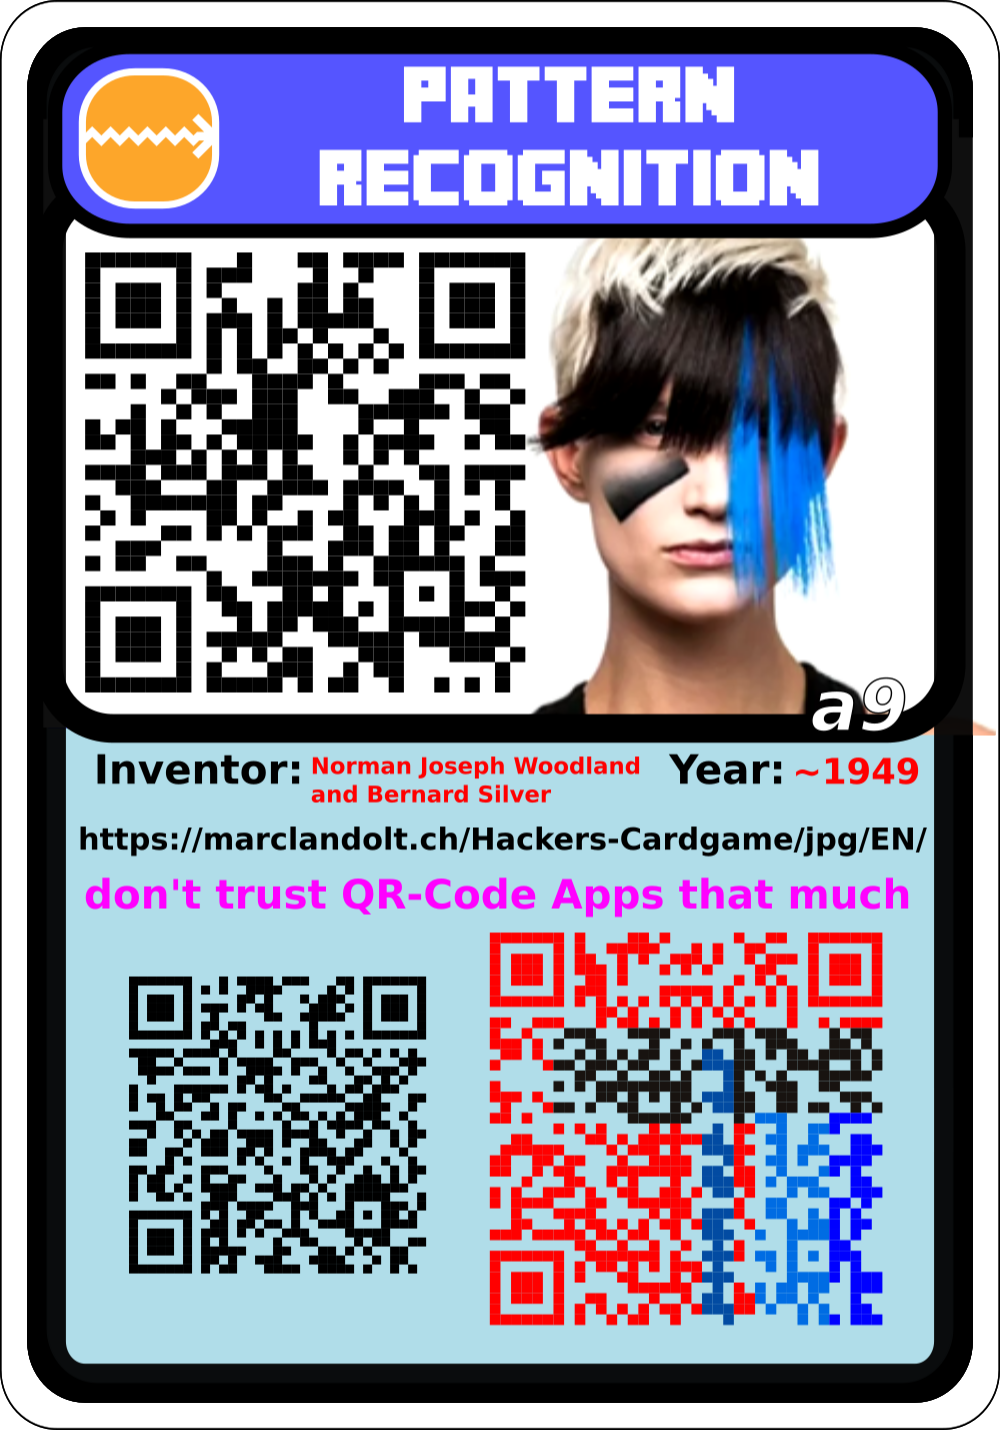 PATTERN
RECOGNITION
a9
Inventor: Norman Joseph Woodland
and Bernard Silver
Year: ~1949
https://marclandolt.ch/Hackers-Cardgame/jpg/EN/
don't trust QR-Code Apps that much